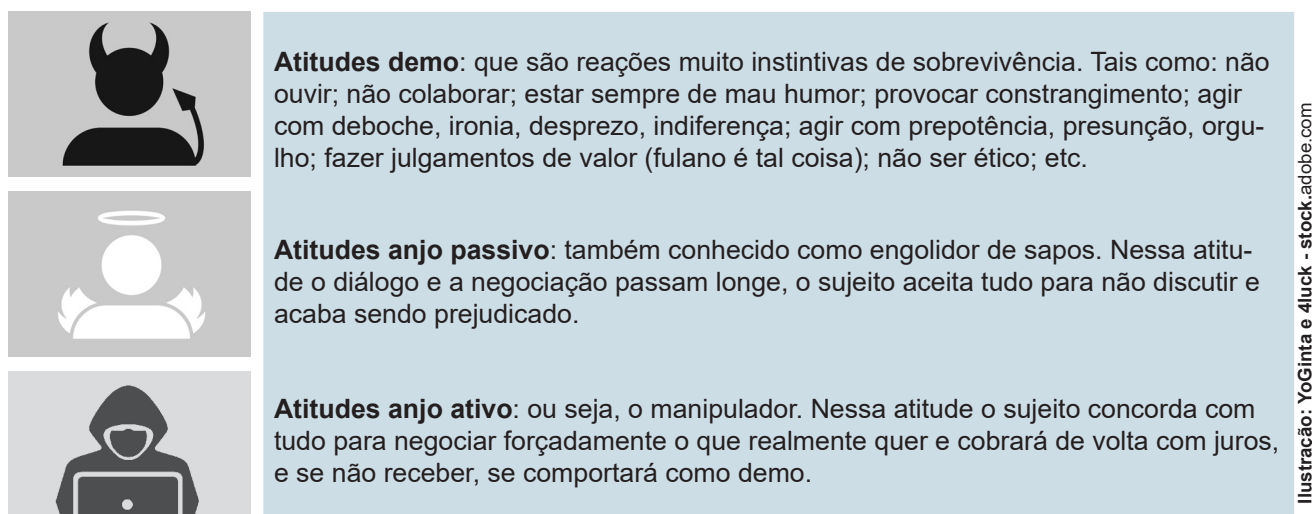 Atitudes demo: que são reações muito instintivas de sobrevivência. Tais como: não
ouvir; não colaborar; estar sempre de mau humor; provocar constrangimento; agir
com deboche, ironia, desprezo, indiferença; agir com prepotência, presunção, orgu-
lho; fazer julgamentos de valor (fulano é tal coisa); não ser ético; etc.
Atitudes anjo passivo: também conhecido como engolidor de sapos. Nessa atitu-
de o diálogo e a negociação passam longe, o sujeito aceita tudo para não discutir e
acaba sendo prejudicado.
Atitudes anjo ativo: ou seja, o manipulador. Nessa atitude o sujeito concorda com
tudo para negociar forçadamente o que realmente quer e cobrará de volta com juros,
e se não receber, se comportará como demo.
Ilustração: YoGinta e 4luck - stock.adobe.com